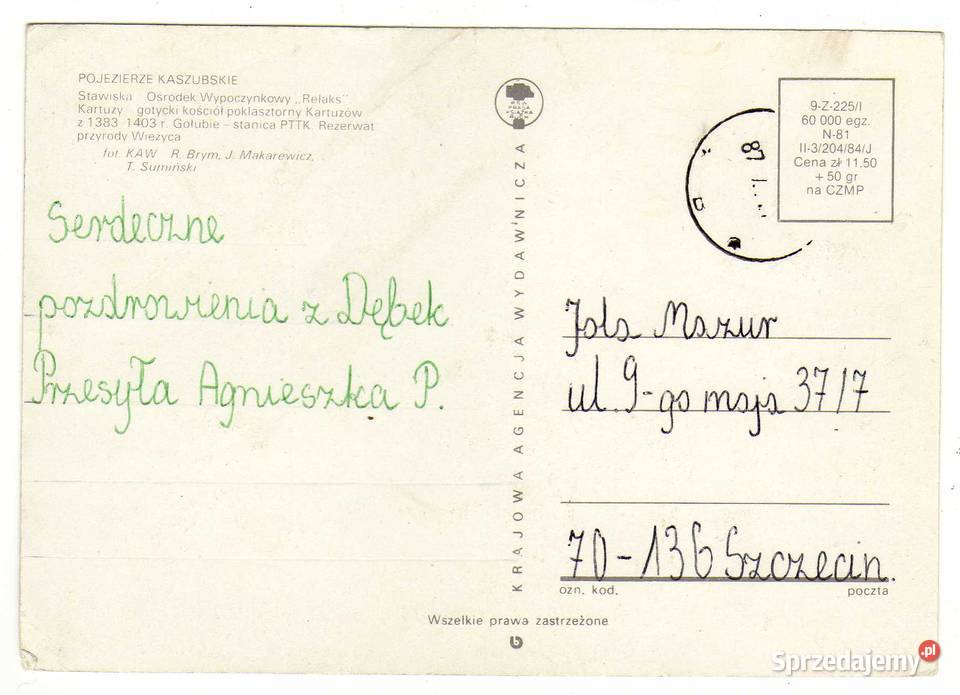 POJEZIERZE KASZUBSKIE
Stawiska Ośrodek Wypoczynkowy „Relaks"
Kartuzy gotycki kościół poklasztorny Kartuzów
z 1383 1403 r. Gołubie – stanica PTTK. Rezerwat
przyrody Wieżyca
fot. KAW R. Brym, J. Makarewicz,
T. Sumiński
Serdeczne
pozdrowienia z Dębek
Przesyła Agnieszka P.
KRAJOWA AGENCJA WYDAWNICZA
87
9-Z-225/I
60 000 egz.
N-81
II-3/204/84/J
Cena zł 11.50
+ 50 gr
na CZMP
Jola Mazur
ul. 9-go maja 37/7
70-136 Szczecin.
ozn. kod. poczta
Wszelkie prawa zastrzeżone
Sprzedajemy.pl